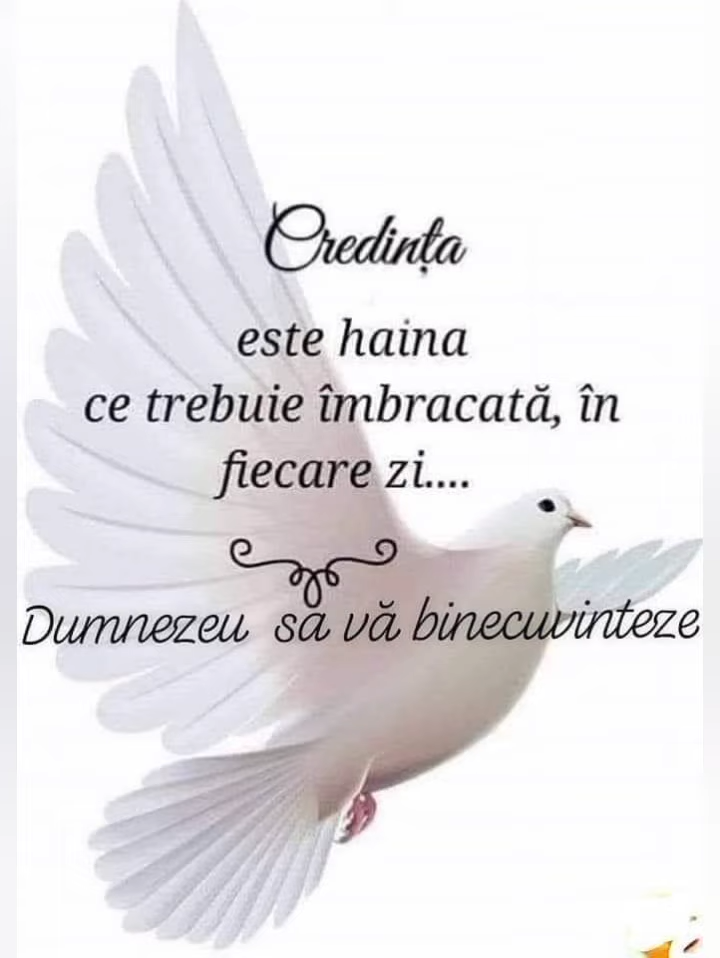 Credința
este haina
ce trebuie îmbracată, în
fiecare zi....
Dumnezeu să vă binecuvinteze